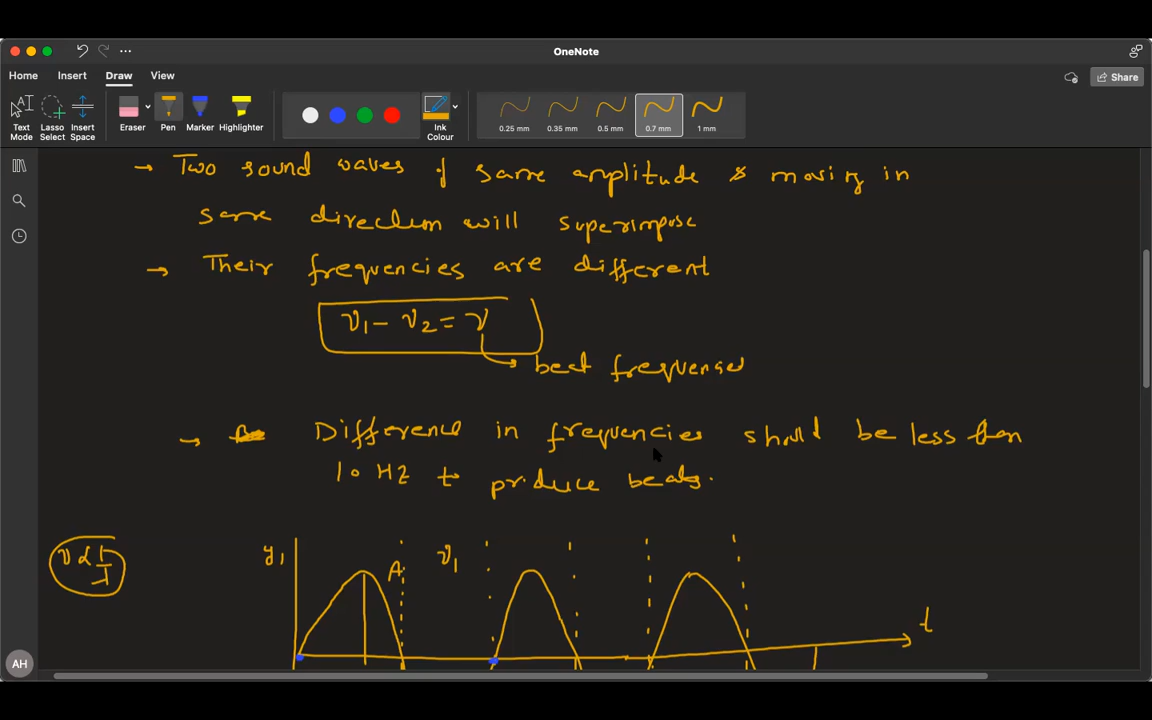 OneNote
Home Insert Draw View
Share
Text Mode
Lasso Select
Insert Space
Eraser
Pen
Marker
Highlighter
Ink Colour
0.25 mm
0.35 mm
0.5 mm
0.7 mm
1 mm
→ Two sound waves of same amplitude & moving in
same direction will superimpose
→ Their frequencies are different
ν₁ - ν₂ = ν
→ beat frequencies
→ Difference in frequencies should be less than
10 Hz to produce beats.
ν ∝ 1/T
y₁
A
ν₁
t
AH